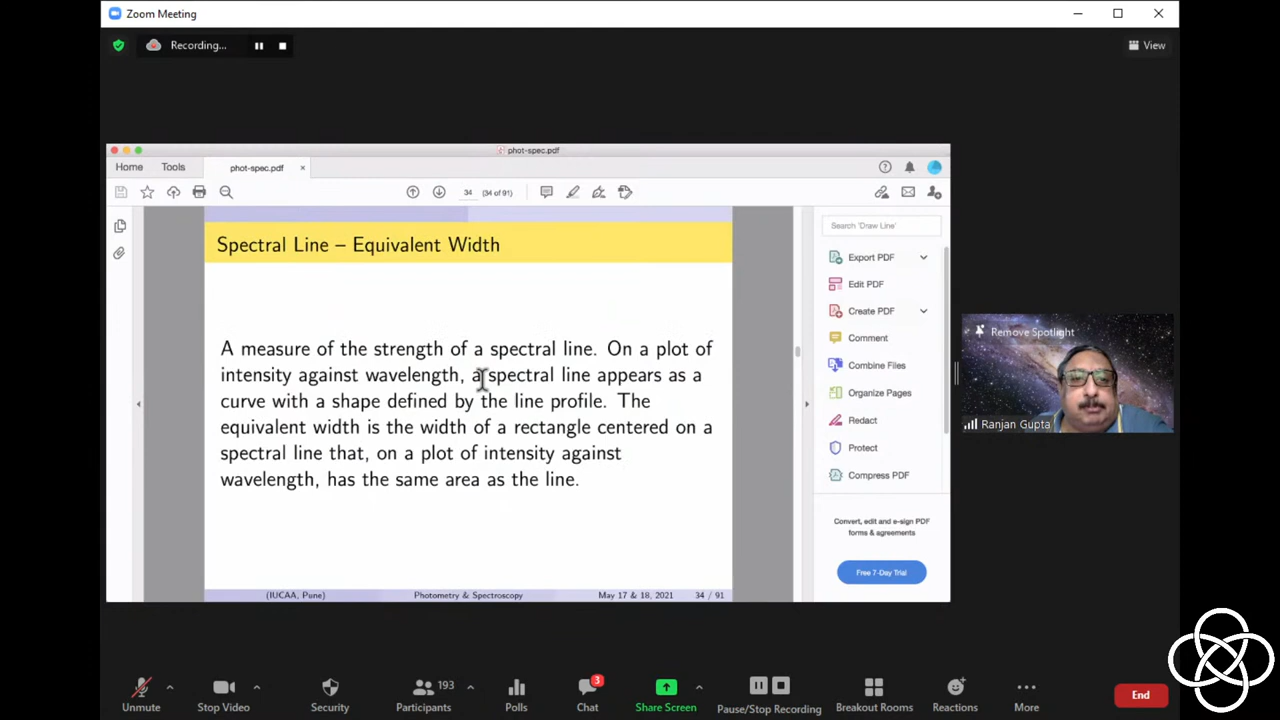 Zoom Meeting
Recording...
View
phot-spec.pdf
Home Tools phot-spec.pdf
34 (34 of 91)
Spectral Line – Equivalent Width
A measure of the strength of a spectral line. On a plot of
intensity against wavelength, a spectral line appears as a
curve with a shape defined by the line profile. The
equivalent width is the width of a rectangle centered on a
spectral line that, on a plot of intensity against
wavelength, has the same area as the line.
(IUCAA, Pune) Photometry & Spectroscopy May 17 & 18, 2021 34 / 91
Search 'Draw Line'
Export PDF
Edit PDF
Create PDF
Comment
Combine Files
Organize Pages
Redact
Protect
Compress PDF
Convert, edit and e-sign PDF
forms & agreements
Free 7-Day Trial
Remove Spotlight
Ranjan Gupta
Unmute
Stop Video
Security
193
Participants
Polls
3
Chat
Share Screen
Pause/Stop Recording
Breakout Rooms
Reactions
More
End